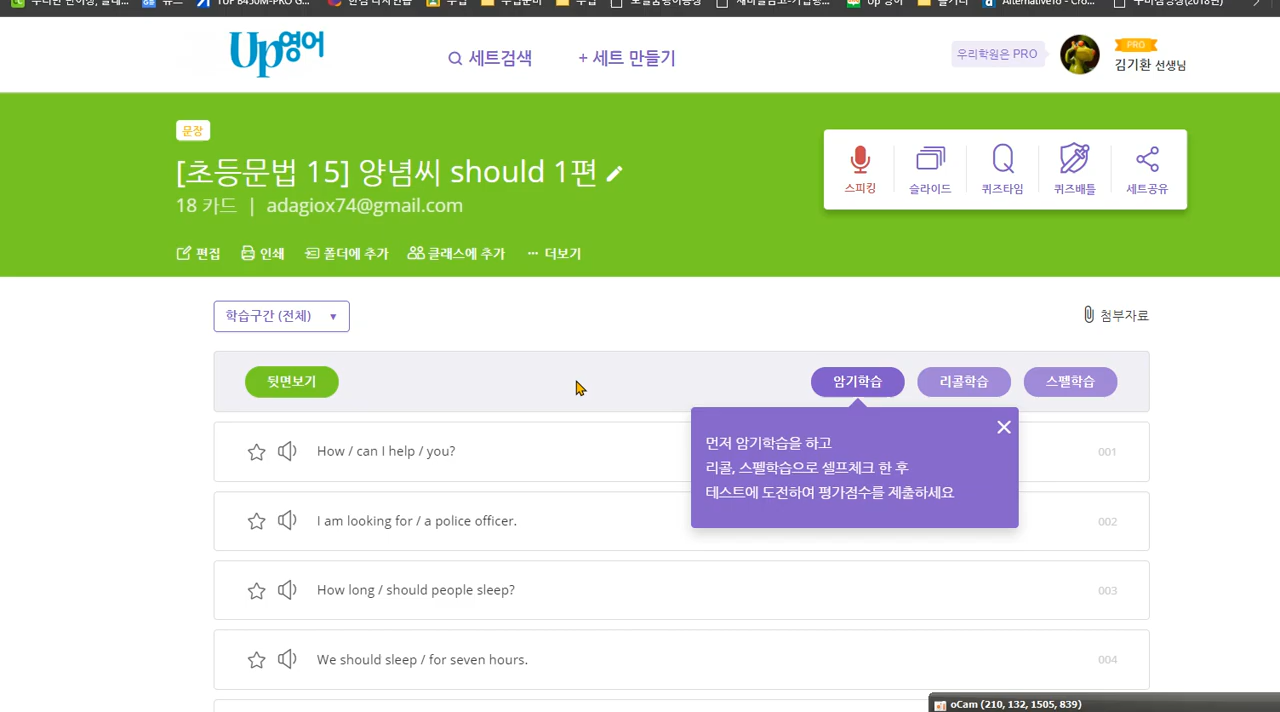 TUF B450M-PRO G...
Up 영어
AlternativeTo - Cro...
Up영어
세트검색
+ 세트 만들기
우리학원은 PRO
PRO
김기환 선생님
문장
[초등문법 15] 양념씨 should 1편
18 카드 | adagiox74@gmail.com
편집
인쇄
폴더에 추가
클래스에 추가
··· 더보기
스피킹
슬라이드
퀴즈타임
퀴즈배틀
세트공유
학습구간 (전체) ▼
첨부자료
뒷면보기
암기학습
리콜학습
스펠학습
먼저 암기학습을 하고
리콜, 스펠학습으로 셀프체크 한 후
테스트에 도전하여 평가점수를 제출하세요
How / can I help / you?
001
I am looking for / a police officer.
002
How long / should people sleep?
003
We should sleep / for seven hours.
004
oCam (210, 132, 1505, 839)